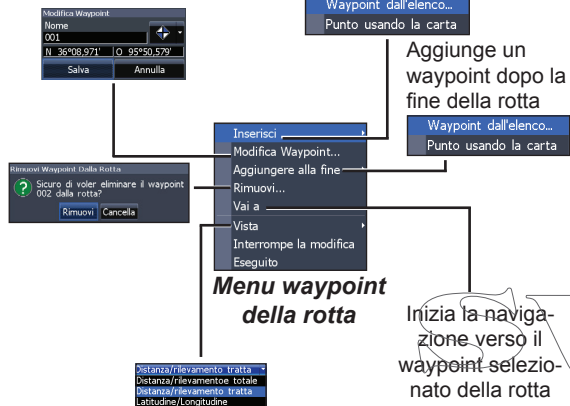 Modifica Waypoint
Nome
001
N 36°08,971' O 95°50,579'
Salva Annulla
Waypoint dall'elenco...
Punto usando la carta
Aggiunge un
waypoint dopo la
fine della rotta
Waypoint dall'elenco...
Punto usando la carta
Inserisci
Modifica Waypoint...
Aggiungere alla fine
Rimuovi...
Vai a
Vista
Interrompe la modifica
Eseguito
Rimuovi Waypoint Dalla Rotta
Sicuro di voler eliminare il waypoint
002 dalla rotta?
Rimuovi Cancella
Menu waypoint
della rotta
Inizia la naviga-
zione verso il
waypoint selezio-
nato della rotta
Distanza/rilevamento tratta
Distanza/rilevamentoe totale
Distanza/rilevamento tratta
Latitudine/Longitudine